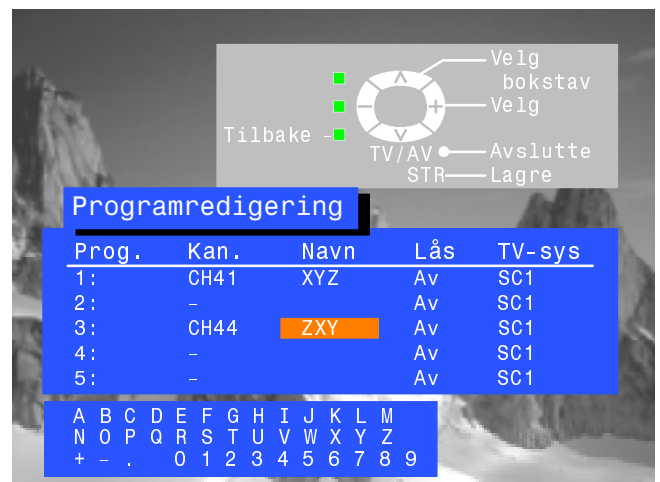 Velg
bokstav
Velg
Tilbake
TV/AV Avslutte
STR Lagre
Programredigering
Prog. Kan. Navn Lås TV-sys
1: CH41 XYZ Av SC1
2: - Av SC1
3: CH44 ZXY Av SC1
4: - Av SC1
5: - Av SC1
A B C D E F G H I J K L M
N O P Q R S T U V W X Y Z
+ - . 0 1 2 3 4 5 6 7 8 9